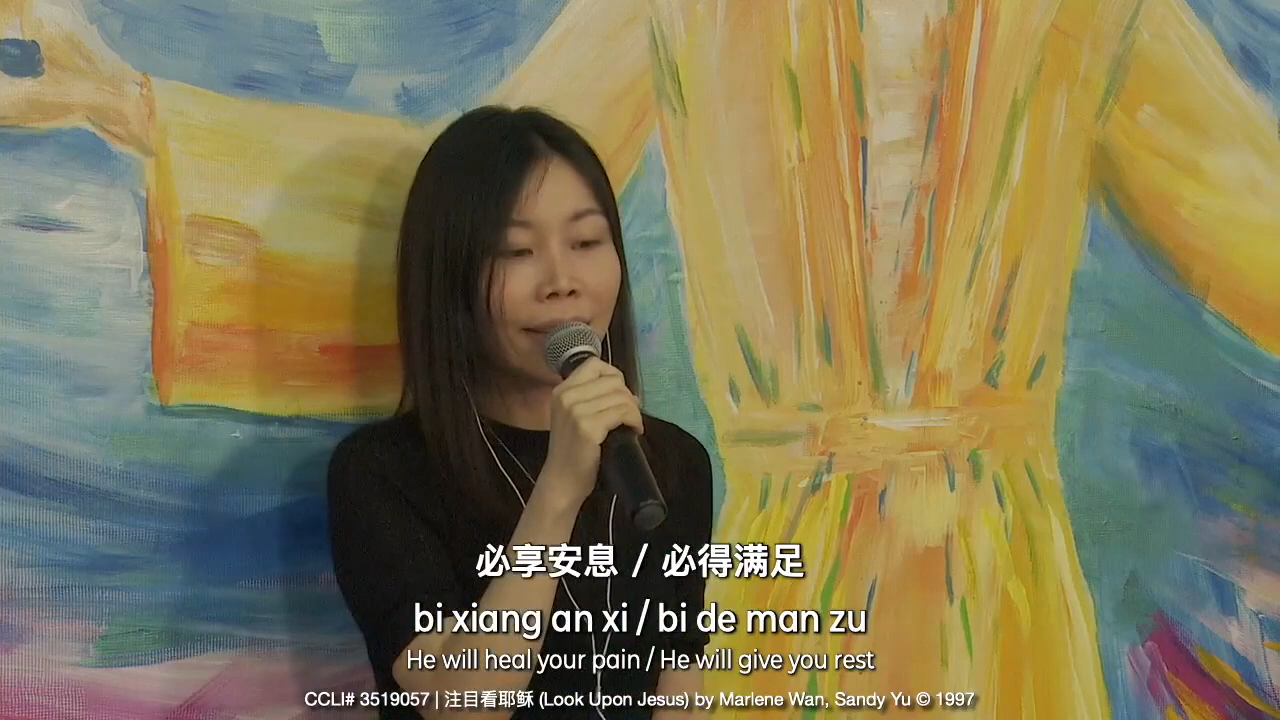 必享安息 / 必得满足
bi xiang an xi / bi de man zu
He will heal your pain / He will give you rest
CCLI# 3519057 | 注目看耶稣 (Look Upon Jesus) by Marlene Wan, Sandy Yu © 1997